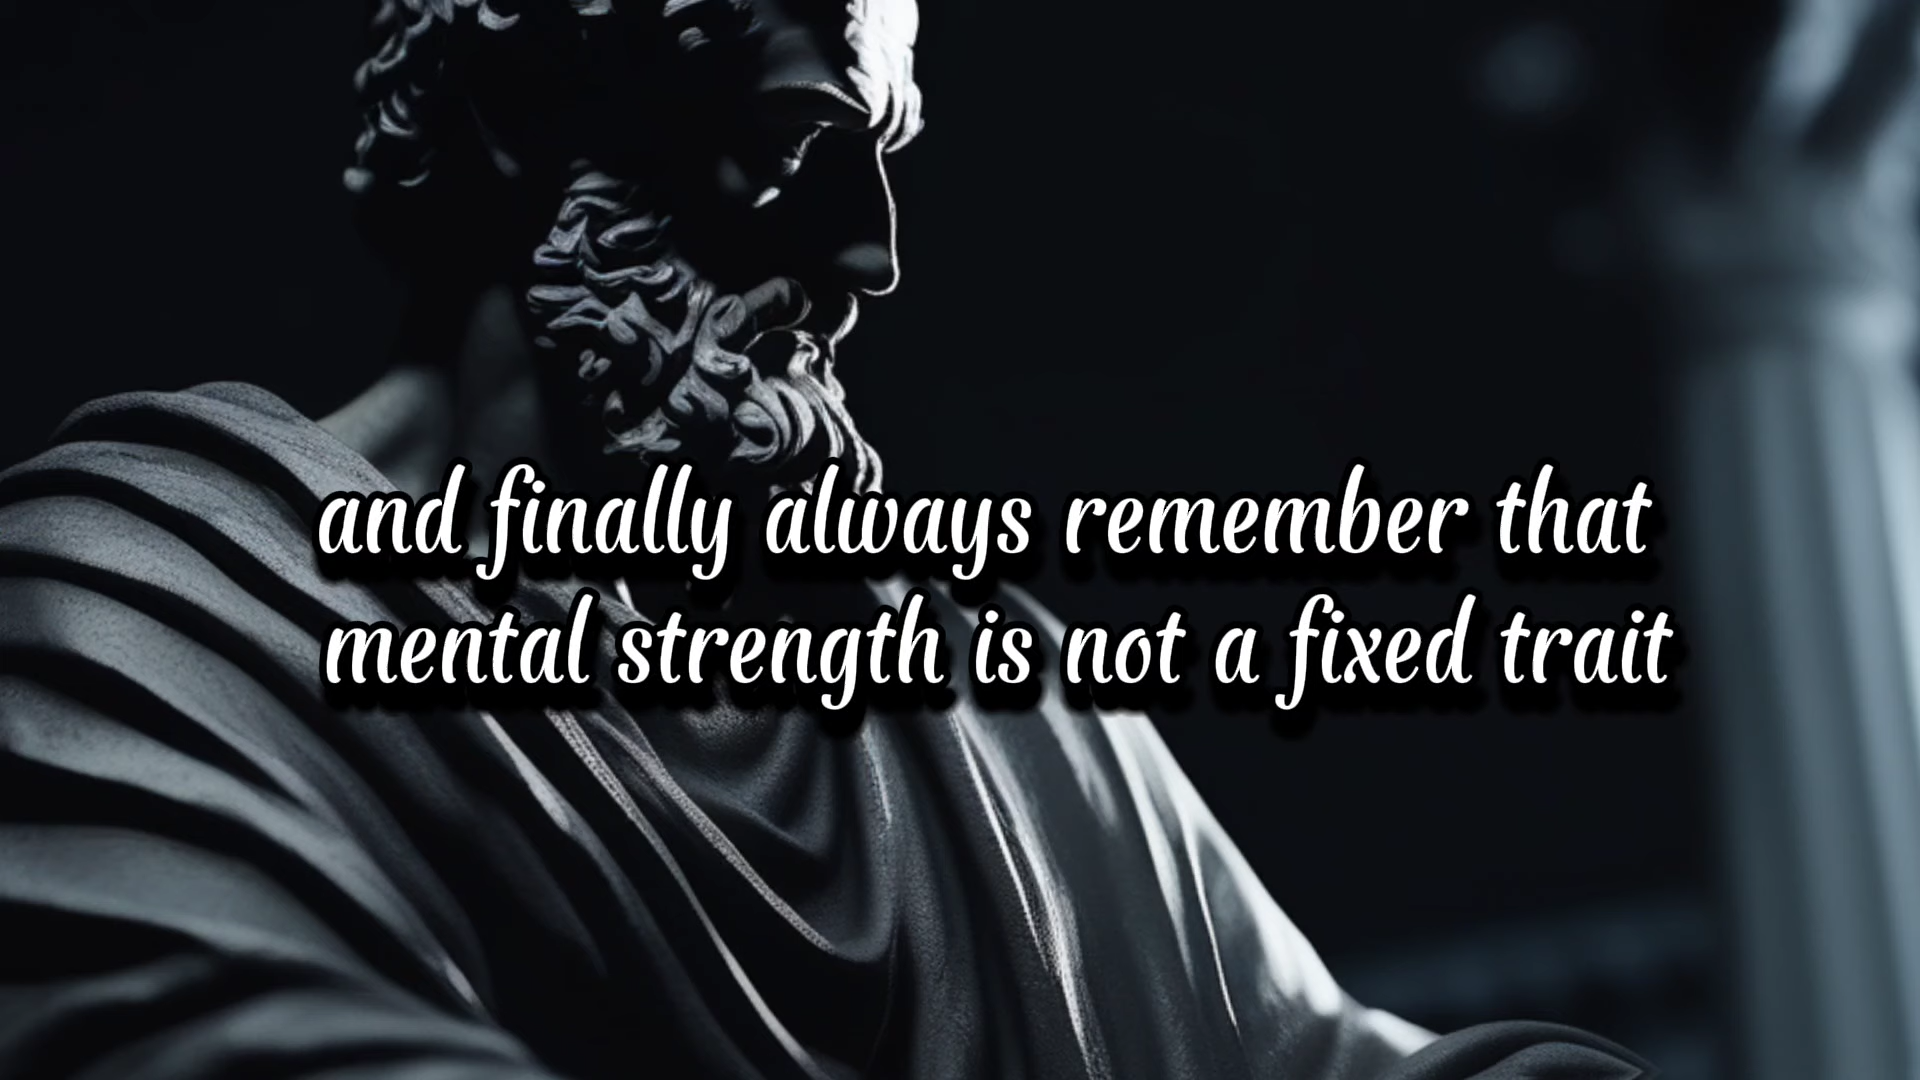 and finally always remember that
mental strength is not a fixed trait